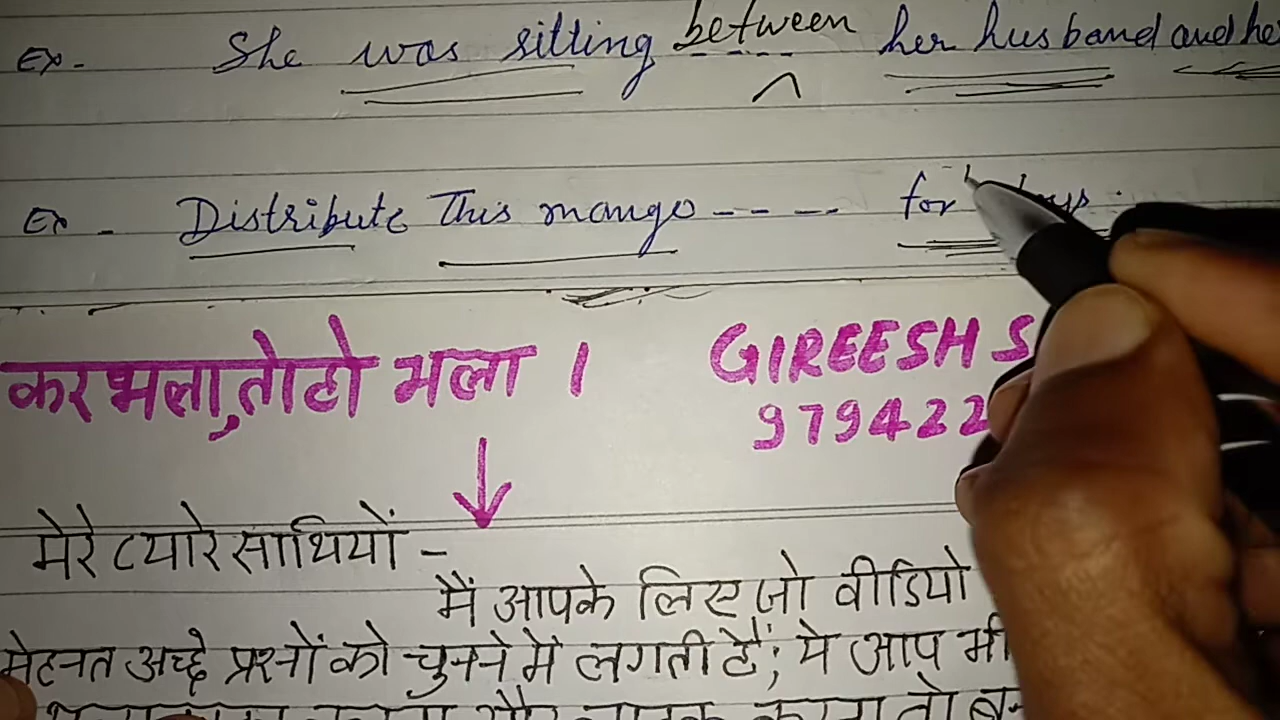 Ex. She was sitting between her husband and he
Ex. Distribute this mango ---- for
कर भला, तो हो भला ।
GIREESH S
979422
मेरे प्यारे साथियों -
मैं आपके लिए जो वीडियो
मेहनत अच्छे प्रश्नों को चुनने में लगती है; ये आप भी